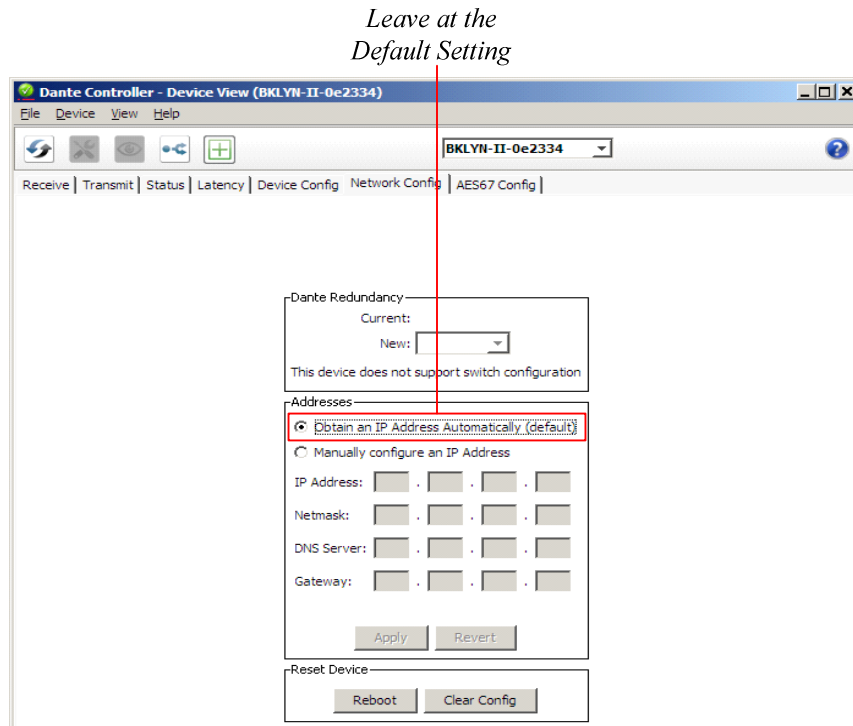 Leave at the
Default Setting
Dante Controller - Device View (BKLYN-II-0e2334)
File Device View Help
BKLYN-II-0e2334 ?
Receive Transmit Status Latency Device Config Network Config AES67 Config
Dante Redundancy
Current:
New:
This device does not support switch configuration
Addresses
Obtain an IP Address Automatically (default)
Manually configure an IP Address
IP Address: . . .
Netmask: . . .
DNS Server: . . .
Gateway: . . .
Apply Revert
Reset Device
Reboot Clear Config